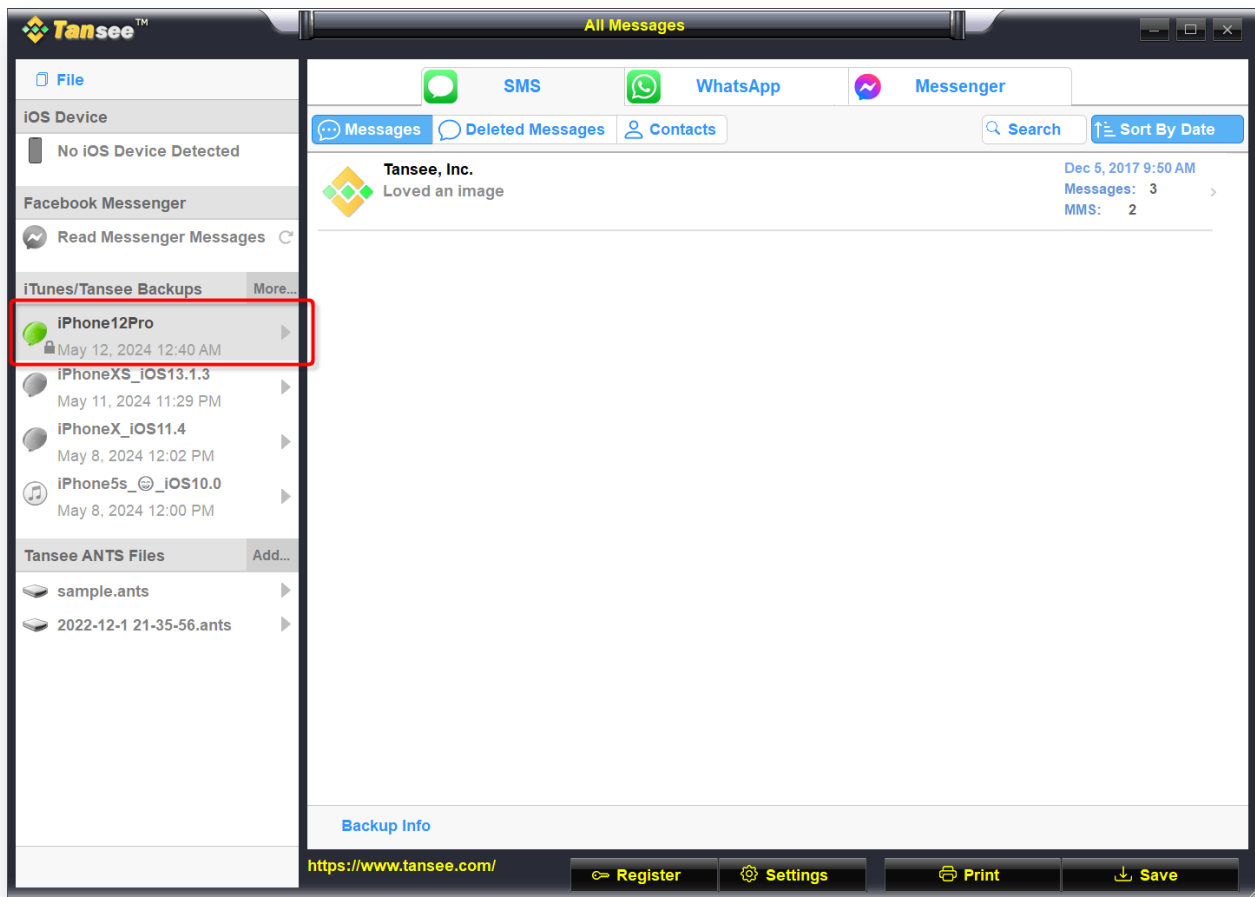 Tansee™
All Messages
File
iOS Device
No iOS Device Detected
Facebook Messenger
Read Messenger Messages
iTunes/Tansee Backups More...
iPhone12Pro
May 12, 2024 12:40 AM
iPhoneXS_iOS13.1.3
May 11, 2024 11:29 PM
iPhoneX_iOS11.4
May 8, 2024 12:02 PM
iPhone5s_😄_iOS10.0
May 8, 2024 12:00 PM
Tansee ANTS Files Add...
sample.ants
2022-12-1 21-35-56.ants
SMS WhatsApp Messenger
Messages Deleted Messages Contacts Search Sort By Date
Tansee, Inc. Dec 5, 2017 9:50 AM
Loved an image Messages: 3
MMS: 2
Backup Info
https://www.tansee.com/ Register Settings Print Save